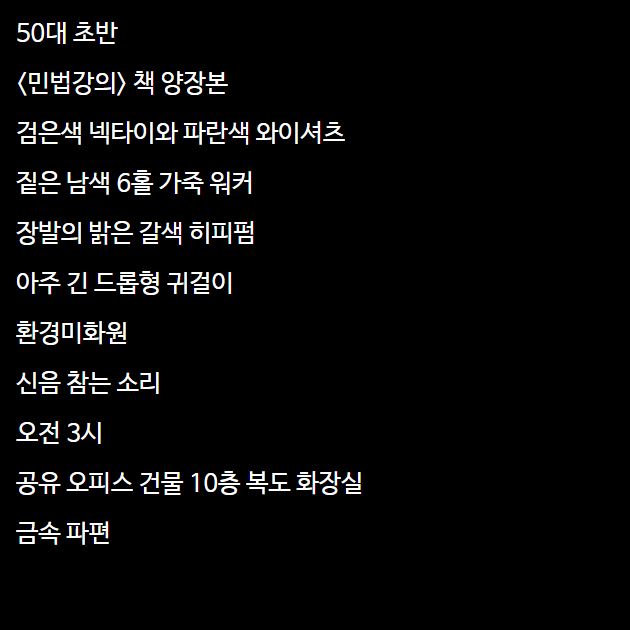 50대 초반
<민법강의> 책 양장본
검은색 넥타이와 파란색 와이셔츠
짙은 남색 6홀 가죽 워커
장발의 밝은 갈색 히피펌
아주 긴 드롭형 귀걸이
환경미화원
신음 참는 소리
오전 3시
공유 오피스 건물 10층 복도 화장실
금속 파편